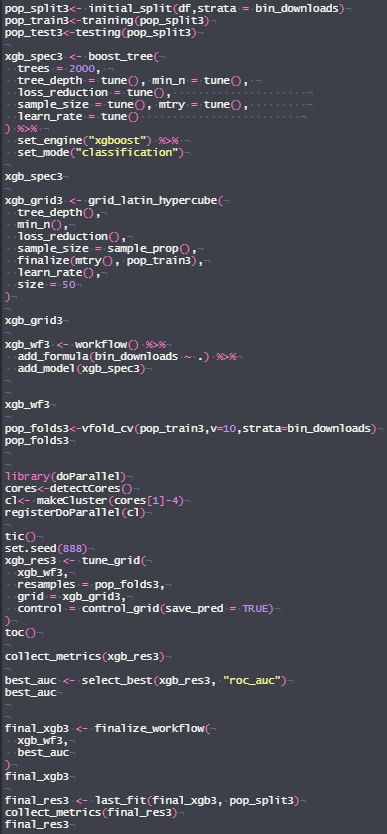 pop_split3<- initial_split(df,strata = bin_downloads)
pop_train3<-training(pop_split3)
pop_test3<-testing(pop_split3)
xgb_spec3 <- boost_tree(
trees = 2000,
tree_depth = tune(), min_n = tune(),
loss_reduction = tune(),
sample_size = tune(), mtry = tune(),
learn_rate = tune()
) %>%
set_engine("xgboost") %>%
set_mode("classification")
xgb_spec3
xgb_grid3 <- grid_latin_hypercube(
tree_depth(),
min_n(),
loss_reduction(),
sample_size = sample_prop(),
finalize(mtry(), pop_train3),
learn_rate(),
size = 50
)
xgb_grid3
xgb_wf3 <- workflow() %>%
add_formula(bin_downloads ~ .) %>%
add_model(xgb_spec3)
xgb_wf3
pop_folds3<-vfold_cv(pop_train3,v=10,strata=bin_downloads)
pop_folds3
library(doParallel)
cores<-detectCores()
cl<- makeCluster(cores[1]-4)
registerDoParallel(cl)
tic()
set.seed(888)
xgb_res3 <- tune_grid(
xgb_wf3,
resamples = pop_folds3,
grid = xgb_grid3,
control = control_grid(save_pred = TRUE)
)
toc()
collect_metrics(xgb_res3)
best_auc <- select_best(xgb_res3, "roc_auc")
best_auc
final_xgb3 <- finalize_workflow(
xgb_wf3,
best_auc
)
final_xgb3
final_res3 <- last_fit(final_xgb3, pop_split3)
collect_metrics(final_res3)
final_res3